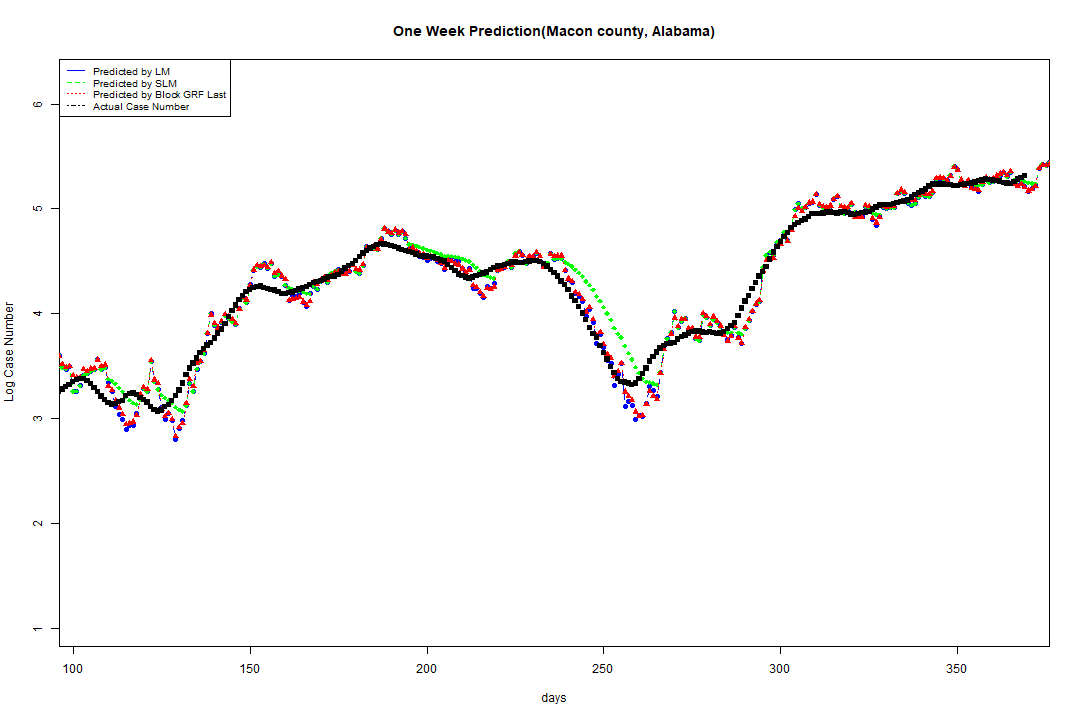 One Week Prediction(Macon county, Alabama)
Predicted by LM
Predicted by SLM
Predicted by Block GRF Last
Actual Case Number
6
5
4
3
2
1
Log Case Number
100 150 200 250 300 350
days